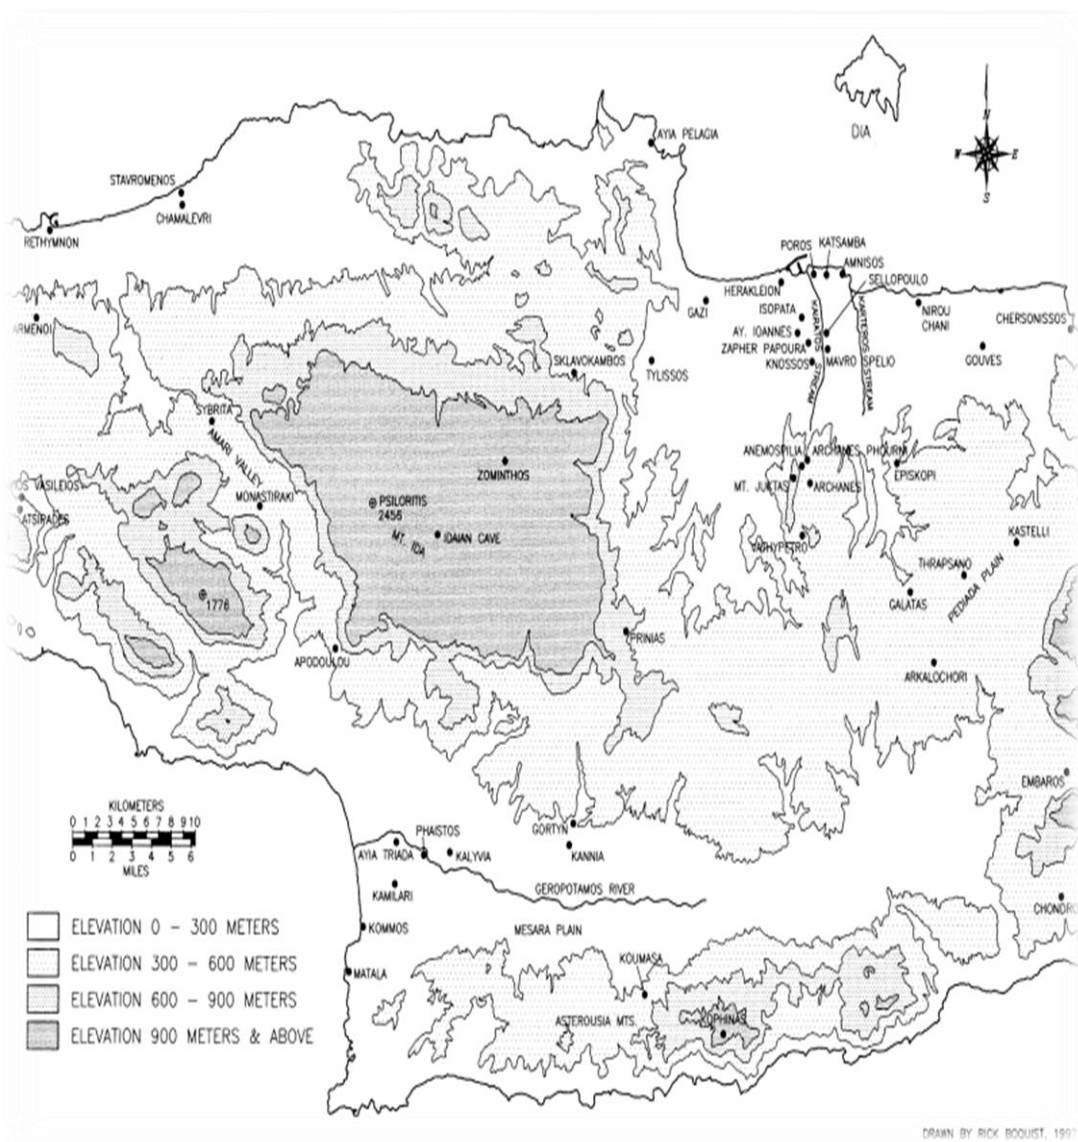 DIA
N
W E
S
AYIA PELAGIA
STAVROMENOS
CHAMALEVRI
RETHYMNON
POROS
KATSAMBA
AMNISOS
SELLOPOULO
HERAKLEION
GAZI
ISOPATA
AY. IOANNES
ZAPHER PAPOURA
KNOSSOS
MAVRO SPELIO
KAIRATOS STREAM
KARTEROS STREAM
NIROU
CHANI
CHERSONISSOS
GOUVES
ARMENOI
SKLAVOKAMBOS
TYLISSOS
SYBRITA
AMARI VALLEY
MONASTIRAKI
OS VASILEIOS
ATSIPADES
ZOMINTHOS
PSILORITIS
2456
MT. IDA
IDAIAN CAVE
1776
ANEMOSPILIA
ARCHANES PHOURNI
EPISKOPI
MT. JUKTAS
ARCHANES
VATHYPETRO
KASTELLI
THRAPSANO
PEDIADA PLAIN
GALATAS
PRINIAS
APODOULOU
ARKALOCHORI
EMBAROS
KILOMETERS
0 1 2 3 4 5 6 7 8 9 10
0 1 2 3 4 5 6
MILES
PHAISTOS
AYIA TRIADA
KALYVIA
GORTYN
KANNIA
KAMILARI
GEROPOTAMOS RIVER
KOMMOS
MESARA PLAIN
CHONDRO
MATALA
KOUMASA
ASTEROUSIA MTS.
KOPHINAS
ELEVATION 0 – 300 METERS
ELEVATION 300 – 600 METERS
ELEVATION 600 – 900 METERS
ELEVATION 900 METERS & ABOVE
DRAWN BY RICK BOQUIST, 199